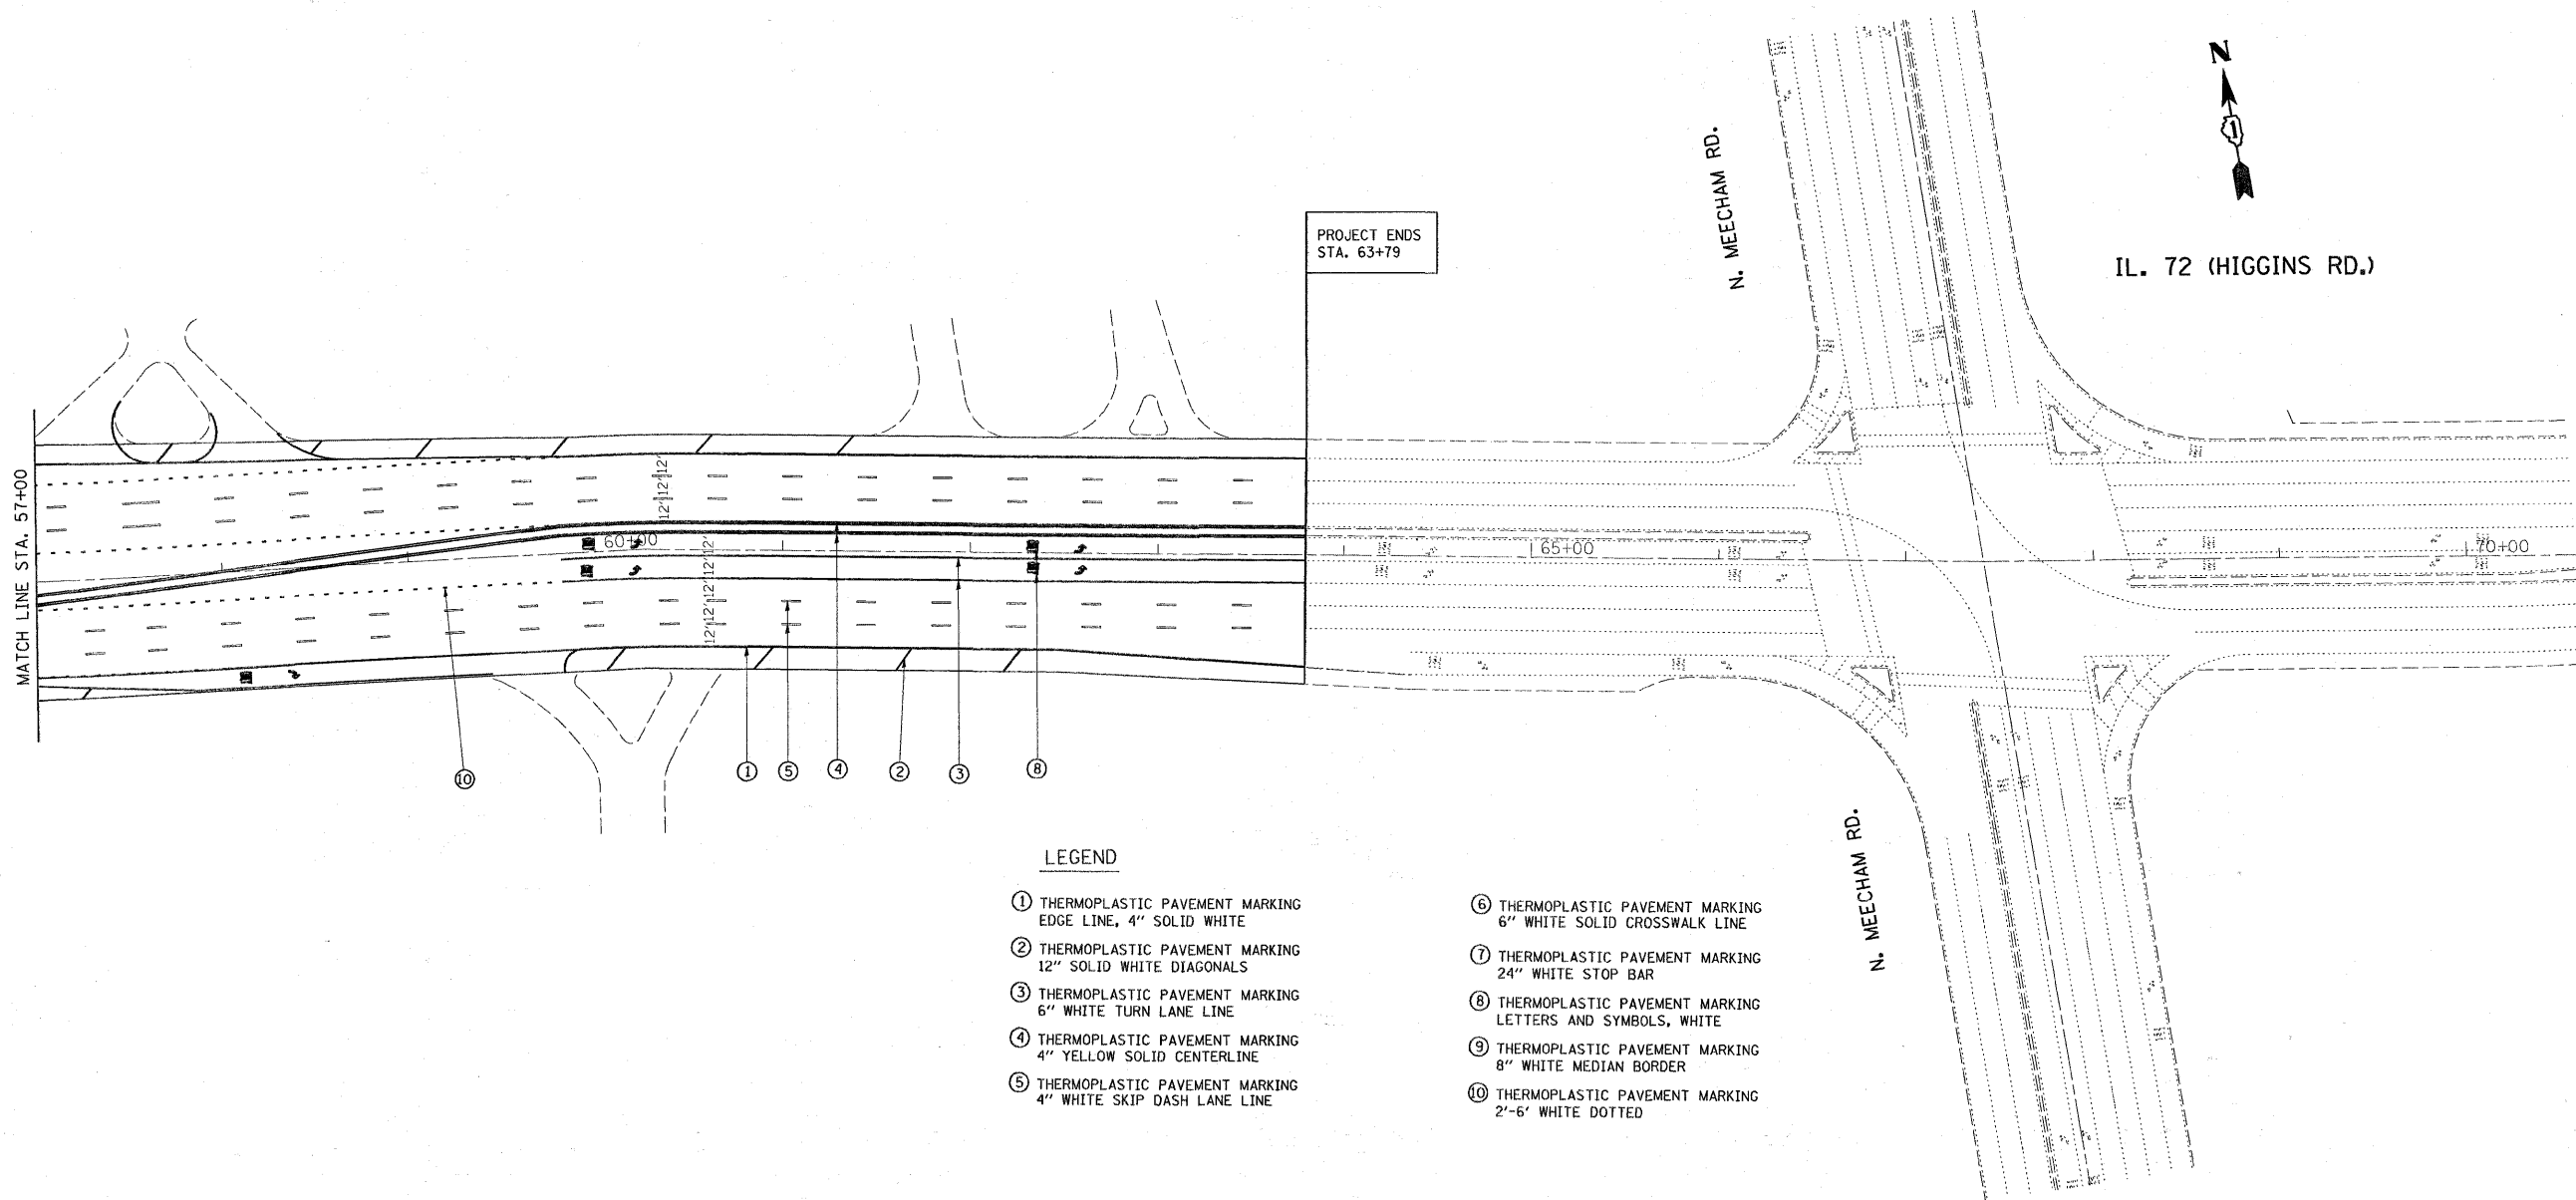 N
N. MEECHAM RD.
IL. 72 (HIGGINS RD.)
PROJECT ENDS
STA. 63+79
MATCH LINE STA. 57+00
12' 12' 12'
60+00
65+00
70+00
12' 12' 12' 12' 12'
10
1
5
4
2
3
8
N. MEECHAM RD.
LEGEND
1 THERMOPLASTIC PAVEMENT MARKING
EDGE LINE, 4" SOLID WHITE
2 THERMOPLASTIC PAVEMENT MARKING
12" SOLID WHITE DIAGONALS
3 THERMOPLASTIC PAVEMENT MARKING
6" WHITE TURN LANE LINE
4 THERMOPLASTIC PAVEMENT MARKING
4" YELLOW SOLID CENTERLINE
5 THERMOPLASTIC PAVEMENT MARKING
4" WHITE SKIP DASH LANE LINE
6 THERMOPLASTIC PAVEMENT MARKING
6" WHITE SOLID CROSSWALK LINE
7 THERMOPLASTIC PAVEMENT MARKING
24" WHITE STOP BAR
8 THERMOPLASTIC PAVEMENT MARKING
LETTERS AND SYMBOLS, WHITE
9 THERMOPLASTIC PAVEMENT MARKING
8" WHITE MEDIAN BORDER
10 THERMOPLASTIC PAVEMENT MARKING
2'-6' WHITE DOTTED